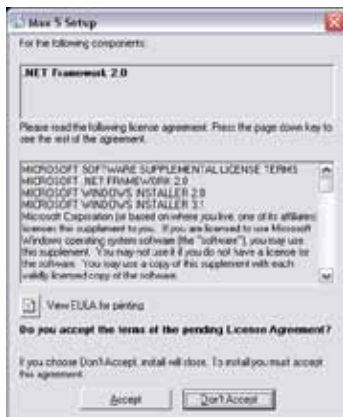 Max 5 Setup
For the following components:
.NET Framework 2.0
Please read the following license agreement. Press the page down key to
see the rest of the agreement.
MICROSOFT SOFTWARE SUPPLEMENTAL LICENSE TERMS
MICROSOFT .NET FRAMEWORK 2.0
MICROSOFT WINDOWS INSTALLER 2.0
MICROSOFT WINDOWS INSTALLER 3.1
Microsoft Corporation (or based on where you live, one of its affiliates)
licenses this supplement to you. If you are licensed to use Microsoft
Windows operating system software (the "software"), you may use
this supplement. You may not use it if you do not have a license for
the software. You may use a copy of this supplement with each
validly licensed copy of the software.
View EULA for printing
Do you accept the terms of the pending License Agreement?
If you choose Don't Accept, install will close. To install you must accept
this agreement.
Accept
Don't Accept